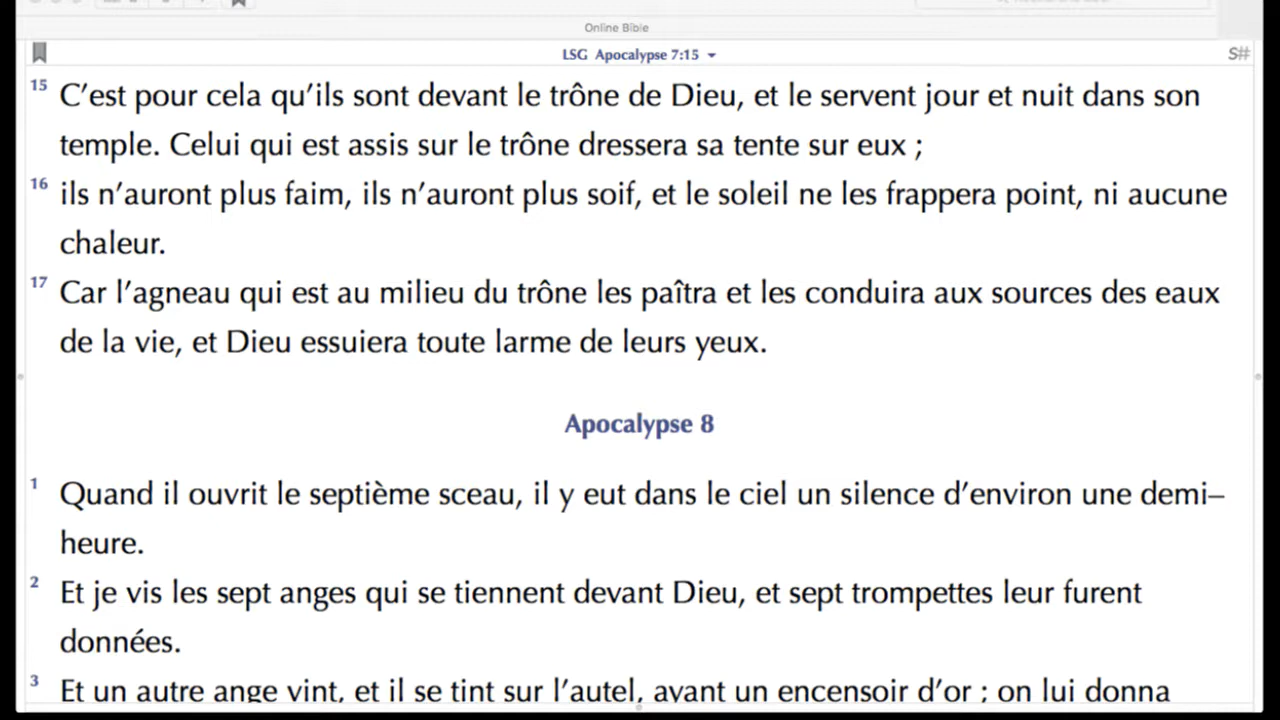 Online Bible
LSG Apocalypse 7:15
S#
15 C’est pour cela qu’ils sont devant le trône de Dieu, et le servent jour et nuit dans son
temple. Celui qui est assis sur le trône dressera sa tente sur eux ;
16 ils n’auront plus faim, ils n’auront plus soif, et le soleil ne les frappera point, ni aucune
chaleur.
17 Car l’agneau qui est au milieu du trône les paîtra et les conduira aux sources des eaux
de la vie, et Dieu essuiera toute larme de leurs yeux.
Apocalypse 8
1 Quand il ouvrit le septième sceau, il y eut dans le ciel un silence d’environ une demi–
heure.
2 Et je vis les sept anges qui se tiennent devant Dieu, et sept trompettes leur furent
données.
3 Et un autre ange vint, et il se tint sur l’autel, ayant un encensoir d’or ; on lui donna